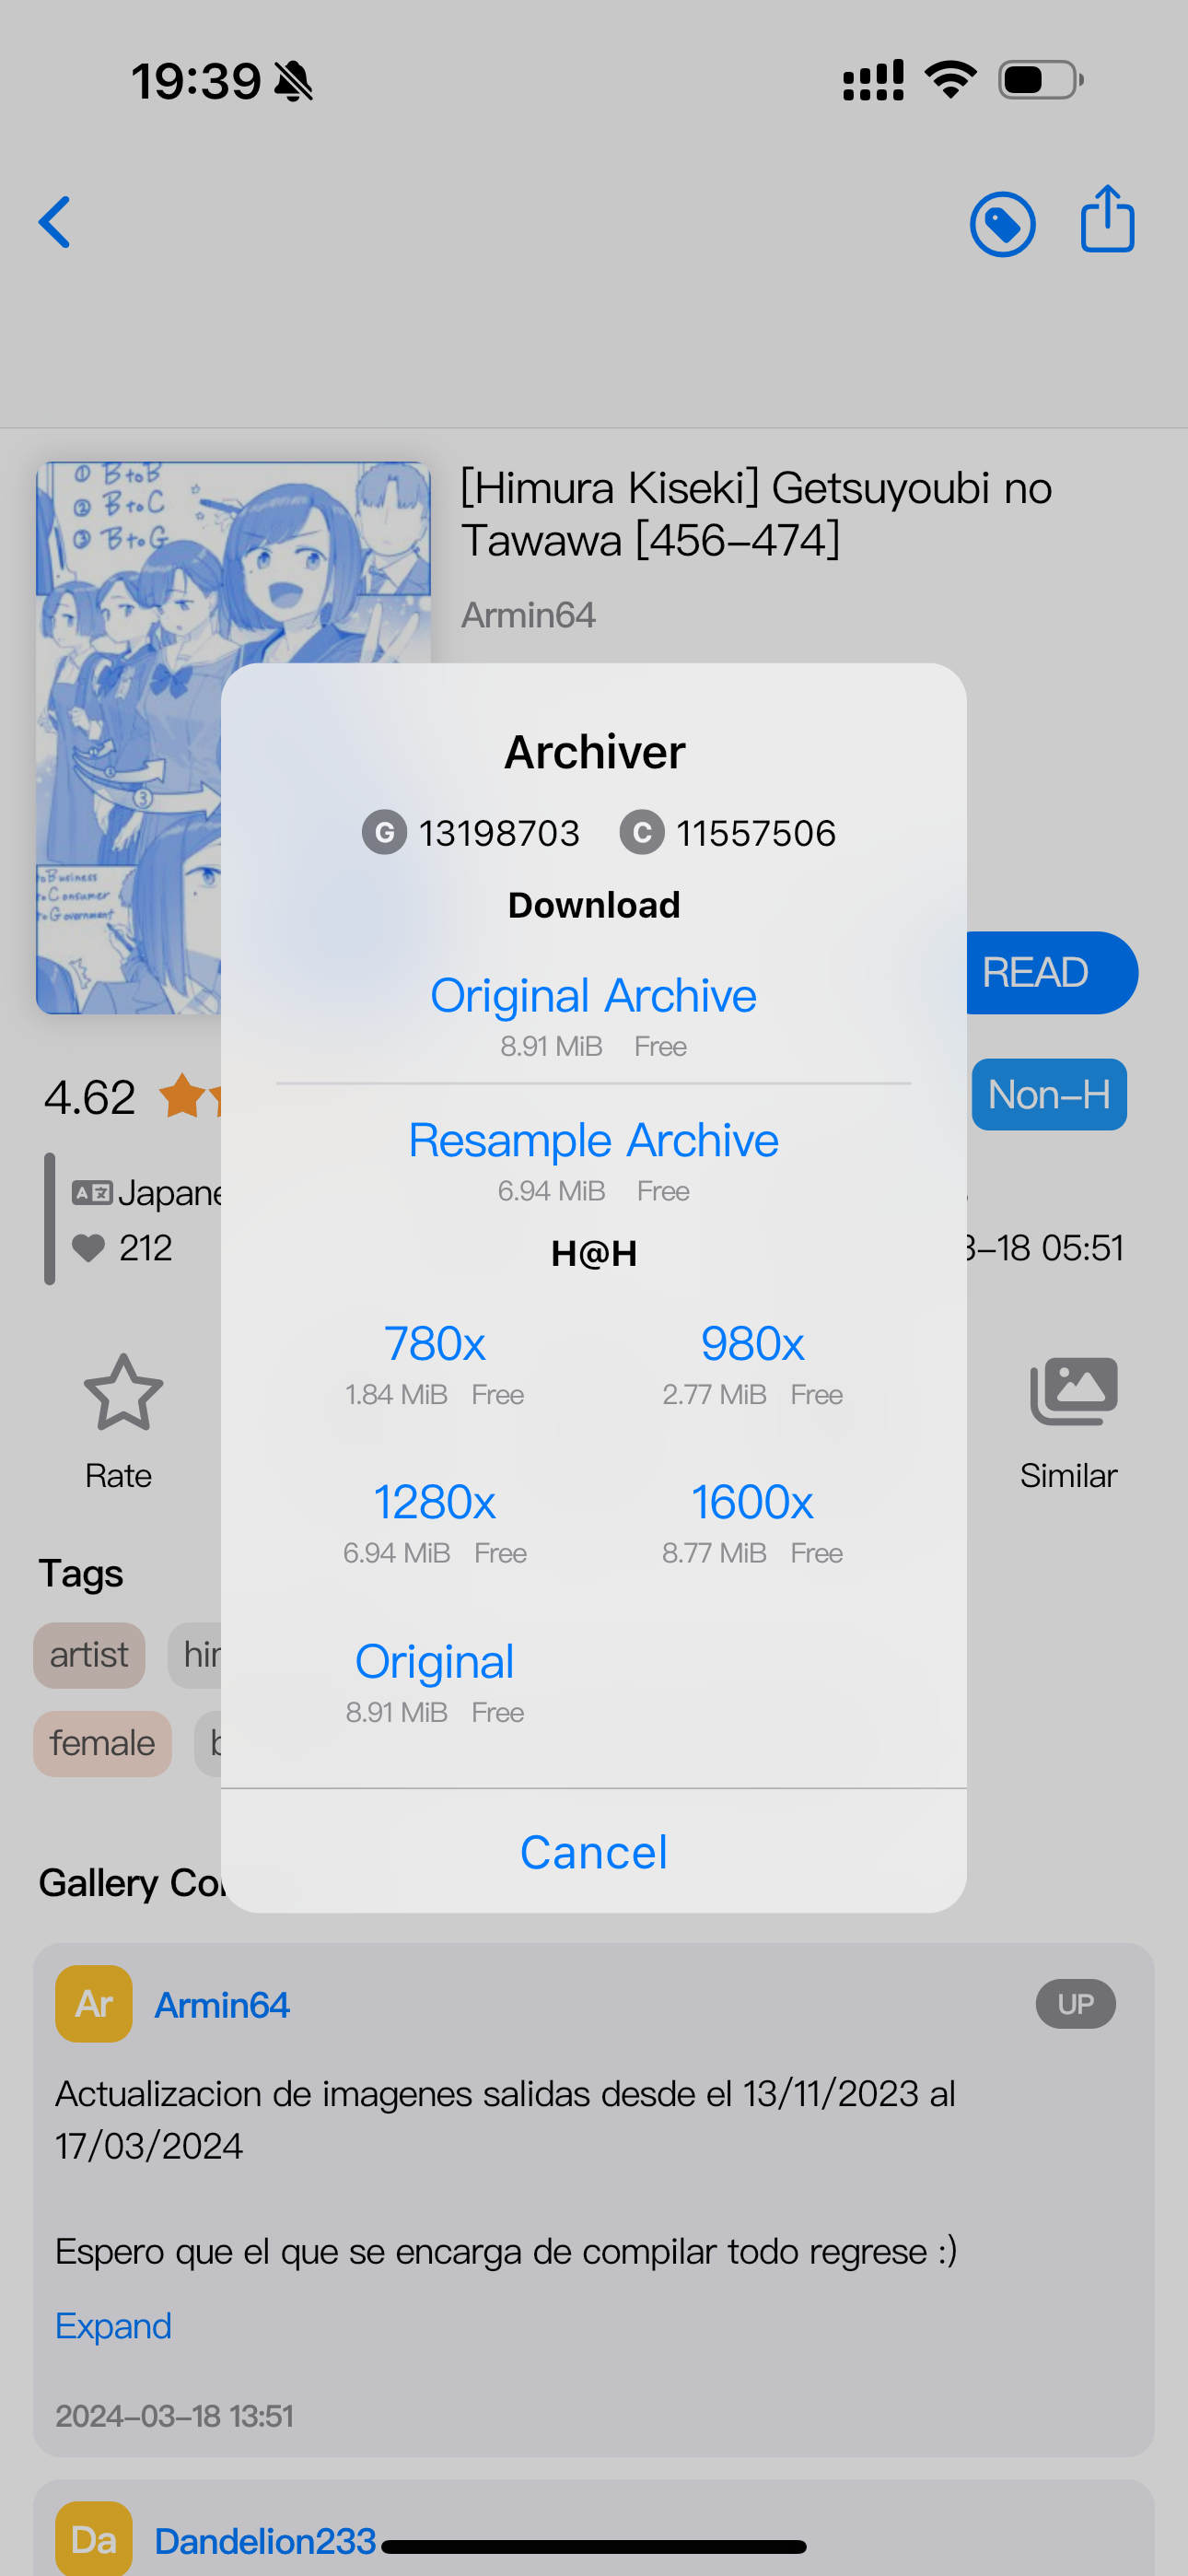 19:39
① B to B
② B to C
③ B to G
[Himura Kiseki] Getsuyoubi no
Tawawa [456-474]
Armin64
③
Business
Consumer
Government
Archiver
G 13198703 C 11557506
Download
Original Archive
8.91 MiB Free
Resample Archive
6.94 MiB Free
H@H
780x 980x
1.84 MiB Free 2.77 MiB Free
1280x 1600x
6.94 MiB Free 8.77 MiB Free
Original
8.91 MiB Free
Cancel
READ
4.62
Non-H
A文 Japane
212
-18 05:51
Rate
Similar
Tags
artist hir
female b
Gallery Co
Ar Armin64 UP
Actualizacion de imagenes salidas desde el 13/11/2023 al
17/03/2024
Espero que el que se encarga de compilar todo regrese :)
Expand
2024-03-18 13:51
Da Dandelion233